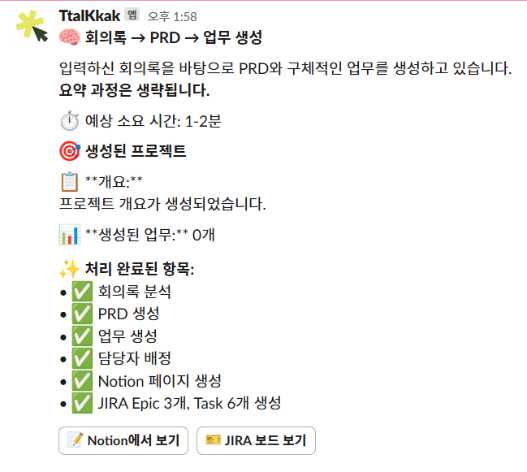 TtalKkak 앱 오후 1:58
🧠 회의록 → PRD → 업무 생성
입력하신 회의록을 바탕으로 PRD와 구체적인 업무를 생성하고 있습니다.
요약 과정은 생략됩니다.
⏱️ 예상 소요 시간: 1-2분
🎯 생성된 프로젝트
📋 **개요:**
프로젝트 개요가 생성되었습니다.
📊 **생성된 업무:** 0개
✨ 처리 완료된 항목:
• ✅ 회의록 분석
• ✅ PRD 생성
• ✅ 업무 생성
• ✅ 담당자 배정
• ✅ Notion 페이지 생성
• ✅ JIRA Epic 3개, Task 6개 생성
📝 Notion에서 보기 🎫 JIRA 보드 보기